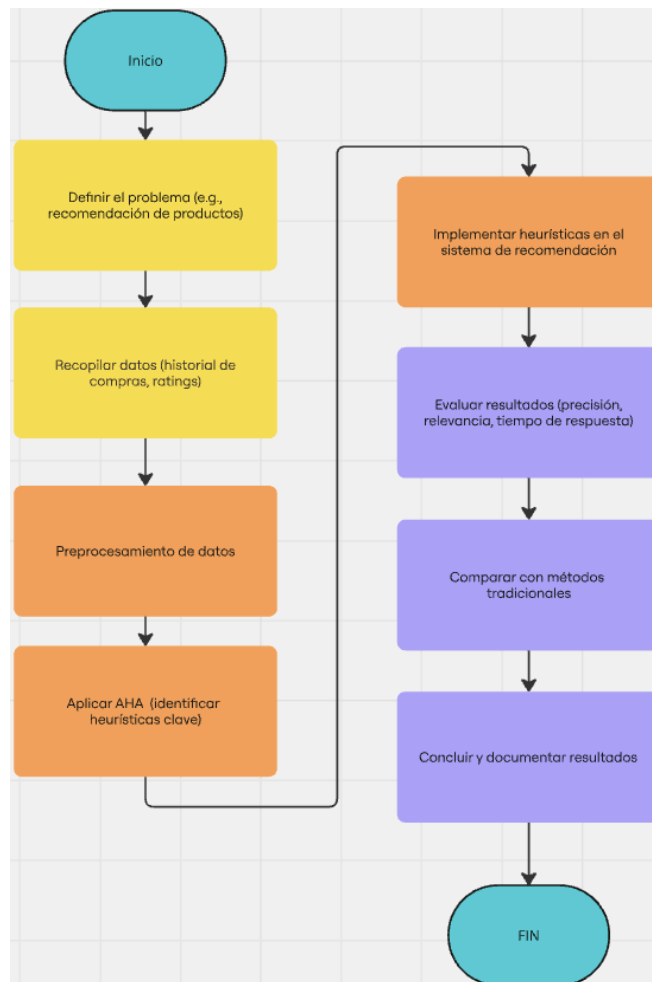 Inicio
Definir el problema (e.g.,
recomendación de productos)
Recopilar datos (historial de
compras, ratings)
Preprocesamiento de datos
Aplicar AHA (identificar
heurísticas clave)
Implementar heurísticas en el
sistema de recomendación
Evaluar resultados (precisión,
relevancia, tiempo de respuesta)
Comparar con métodos
tradicionales
Concluir y documentar resultados
FIN